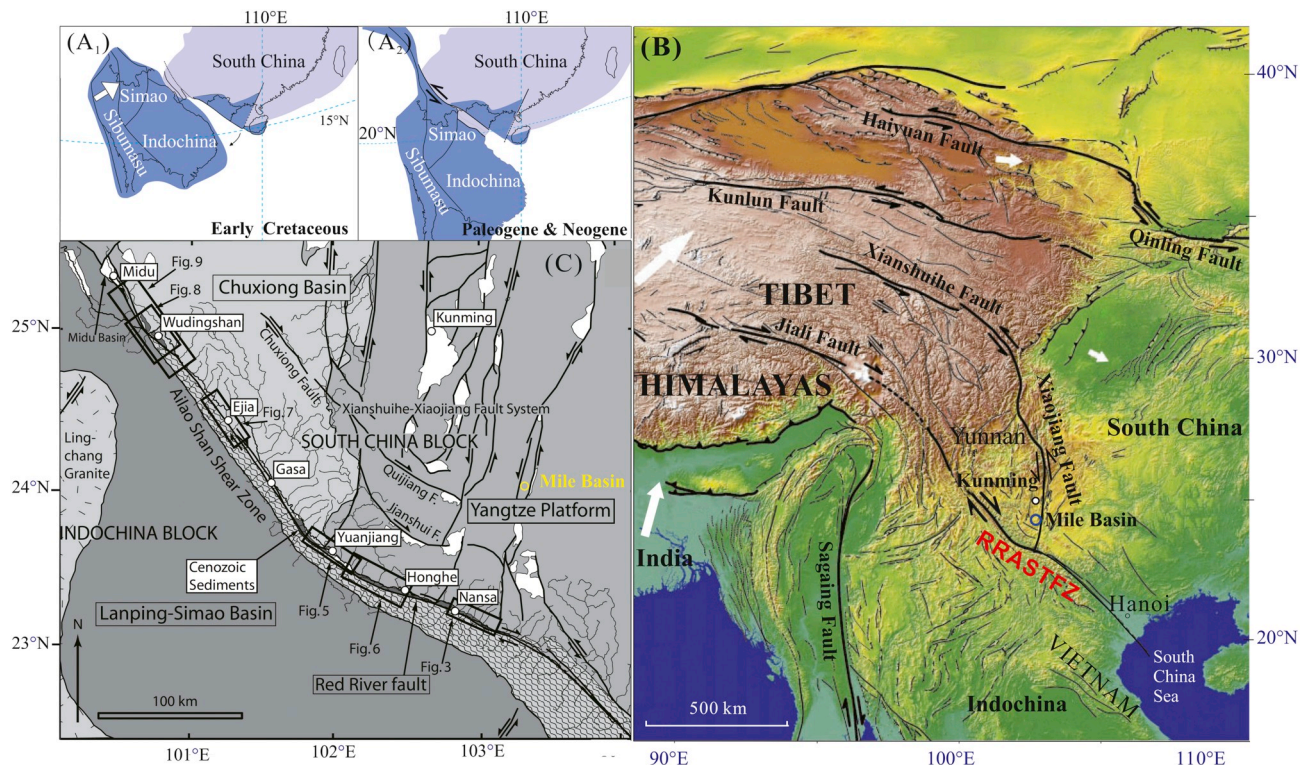 110°E
110°E
(A₁)
South China
Simao
15°N
Sibumasu
Indochina
Early Cretaceous
(A₂)
South China
20°N
Simao
Sibumasu
Indochina
Paleogene & Neogene
(B)
40°N
Haiyuan Fault
Kunlun Fault
Qinling Fault
Xianshuihe Fault
TIBET
Jiali Fault
30°N
HIMALAYAS
Xiaojiang Fault
South China
Yunnan
Kunming
Mile Basin
India
RRASTFZ
Sagaing Fault
Hanoi
20°N
VIETNAM
South
China
Sea
Indochina
500 km
90°E
100°E
110°E
(C)
Midu
Fig. 9
Fig. 8
Chuxiong Basin
25°N
Midu Basin
Wudingshan
Kunming
Chuxiong Fault
Ailao Shan Shear Zone
Ejia
Fig. 7
Xianshuihe-Xiaojiang Fault System
SOUTH CHINA BLOCK
Ling-
chang
Granite
Gasa
Qujiang F.
24°N
Mile Basin
Yangtze Platform
Jianshui F.
INDOCHINA BLOCK
Yuanjiang
Cenozoic
Sediments
Honghe
Nansa
Lanping-Simao Basin
Fig. 5
Fig. 6
Fig. 3
N
23°N
Red River fault
100 km
101°E
102°E
103°E